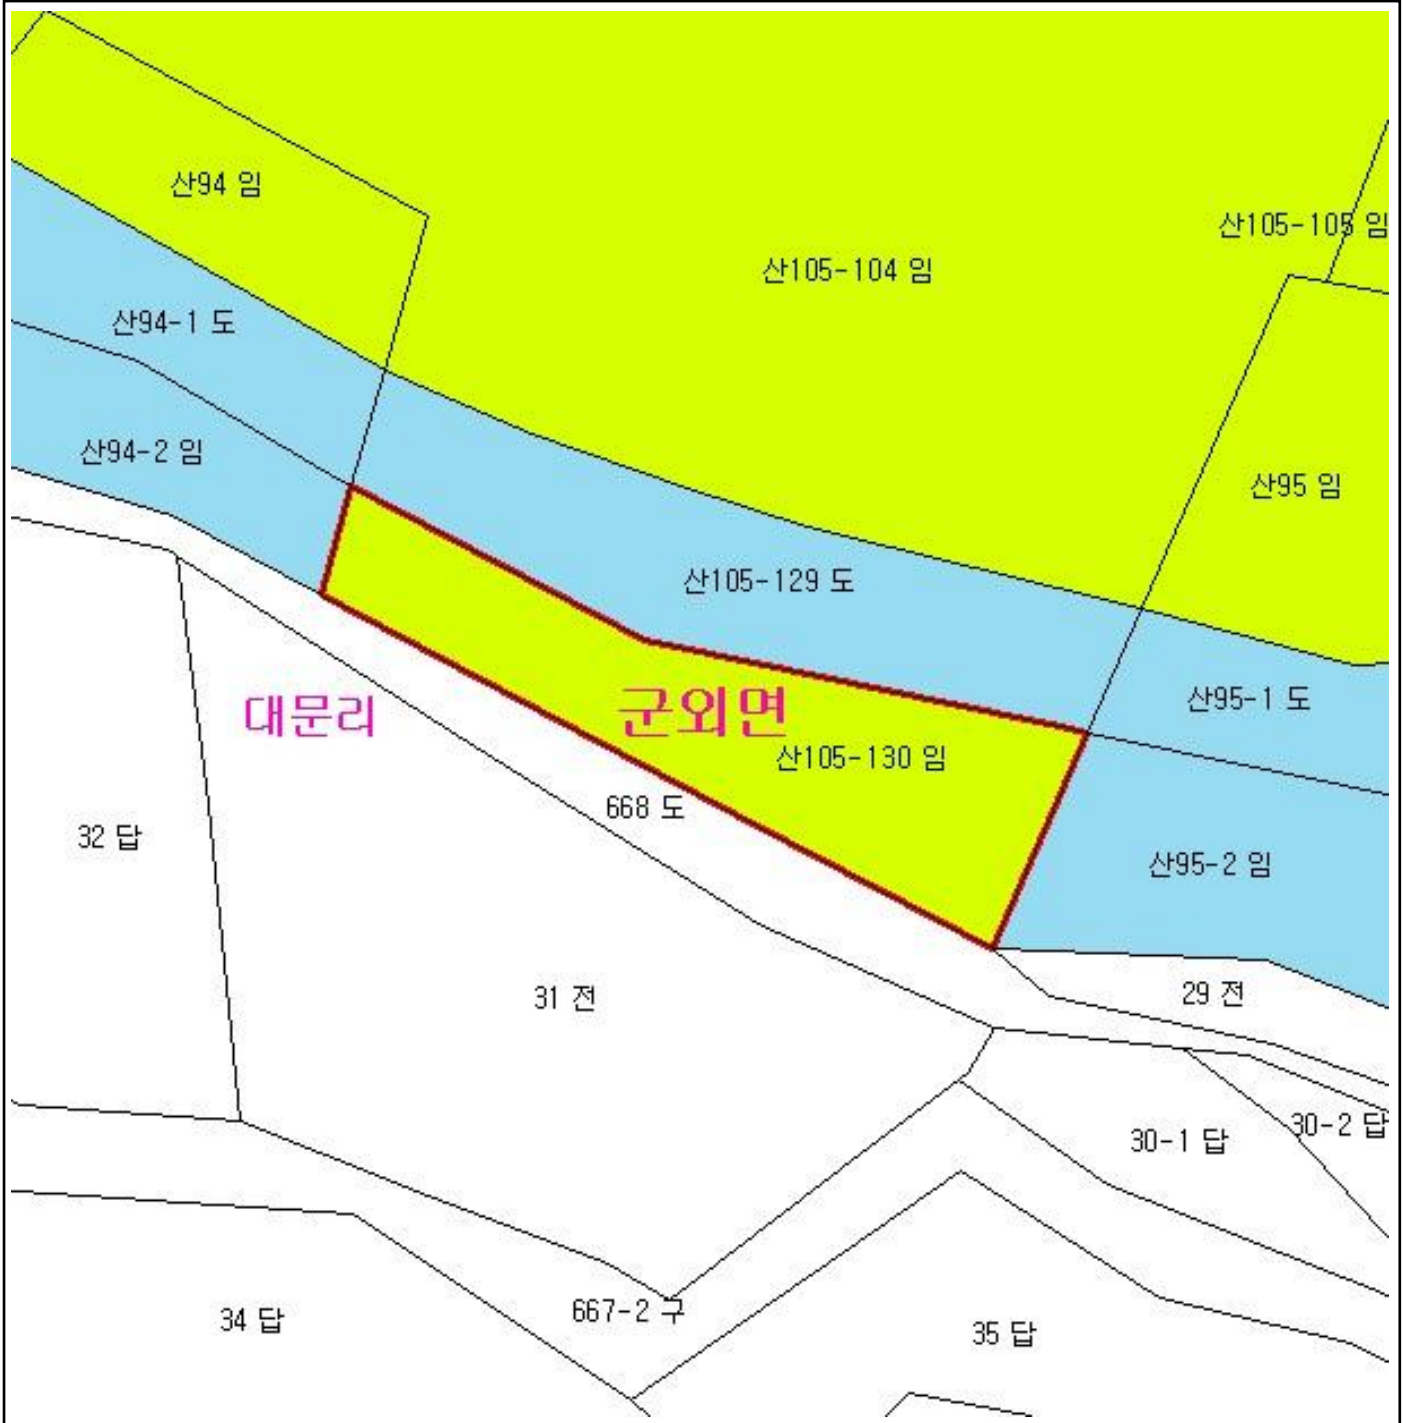 산94 임
산105-105 임
산105-104 임
산94-1 도
산94-2 임
산95 임
산105-129 도
산95-1 도
대문리
군외면
산105-130 임
668 도
32 답
산95-2 임
31 전
29 전
30-2 답
30-1 답
667-2 구
34 답
35 답